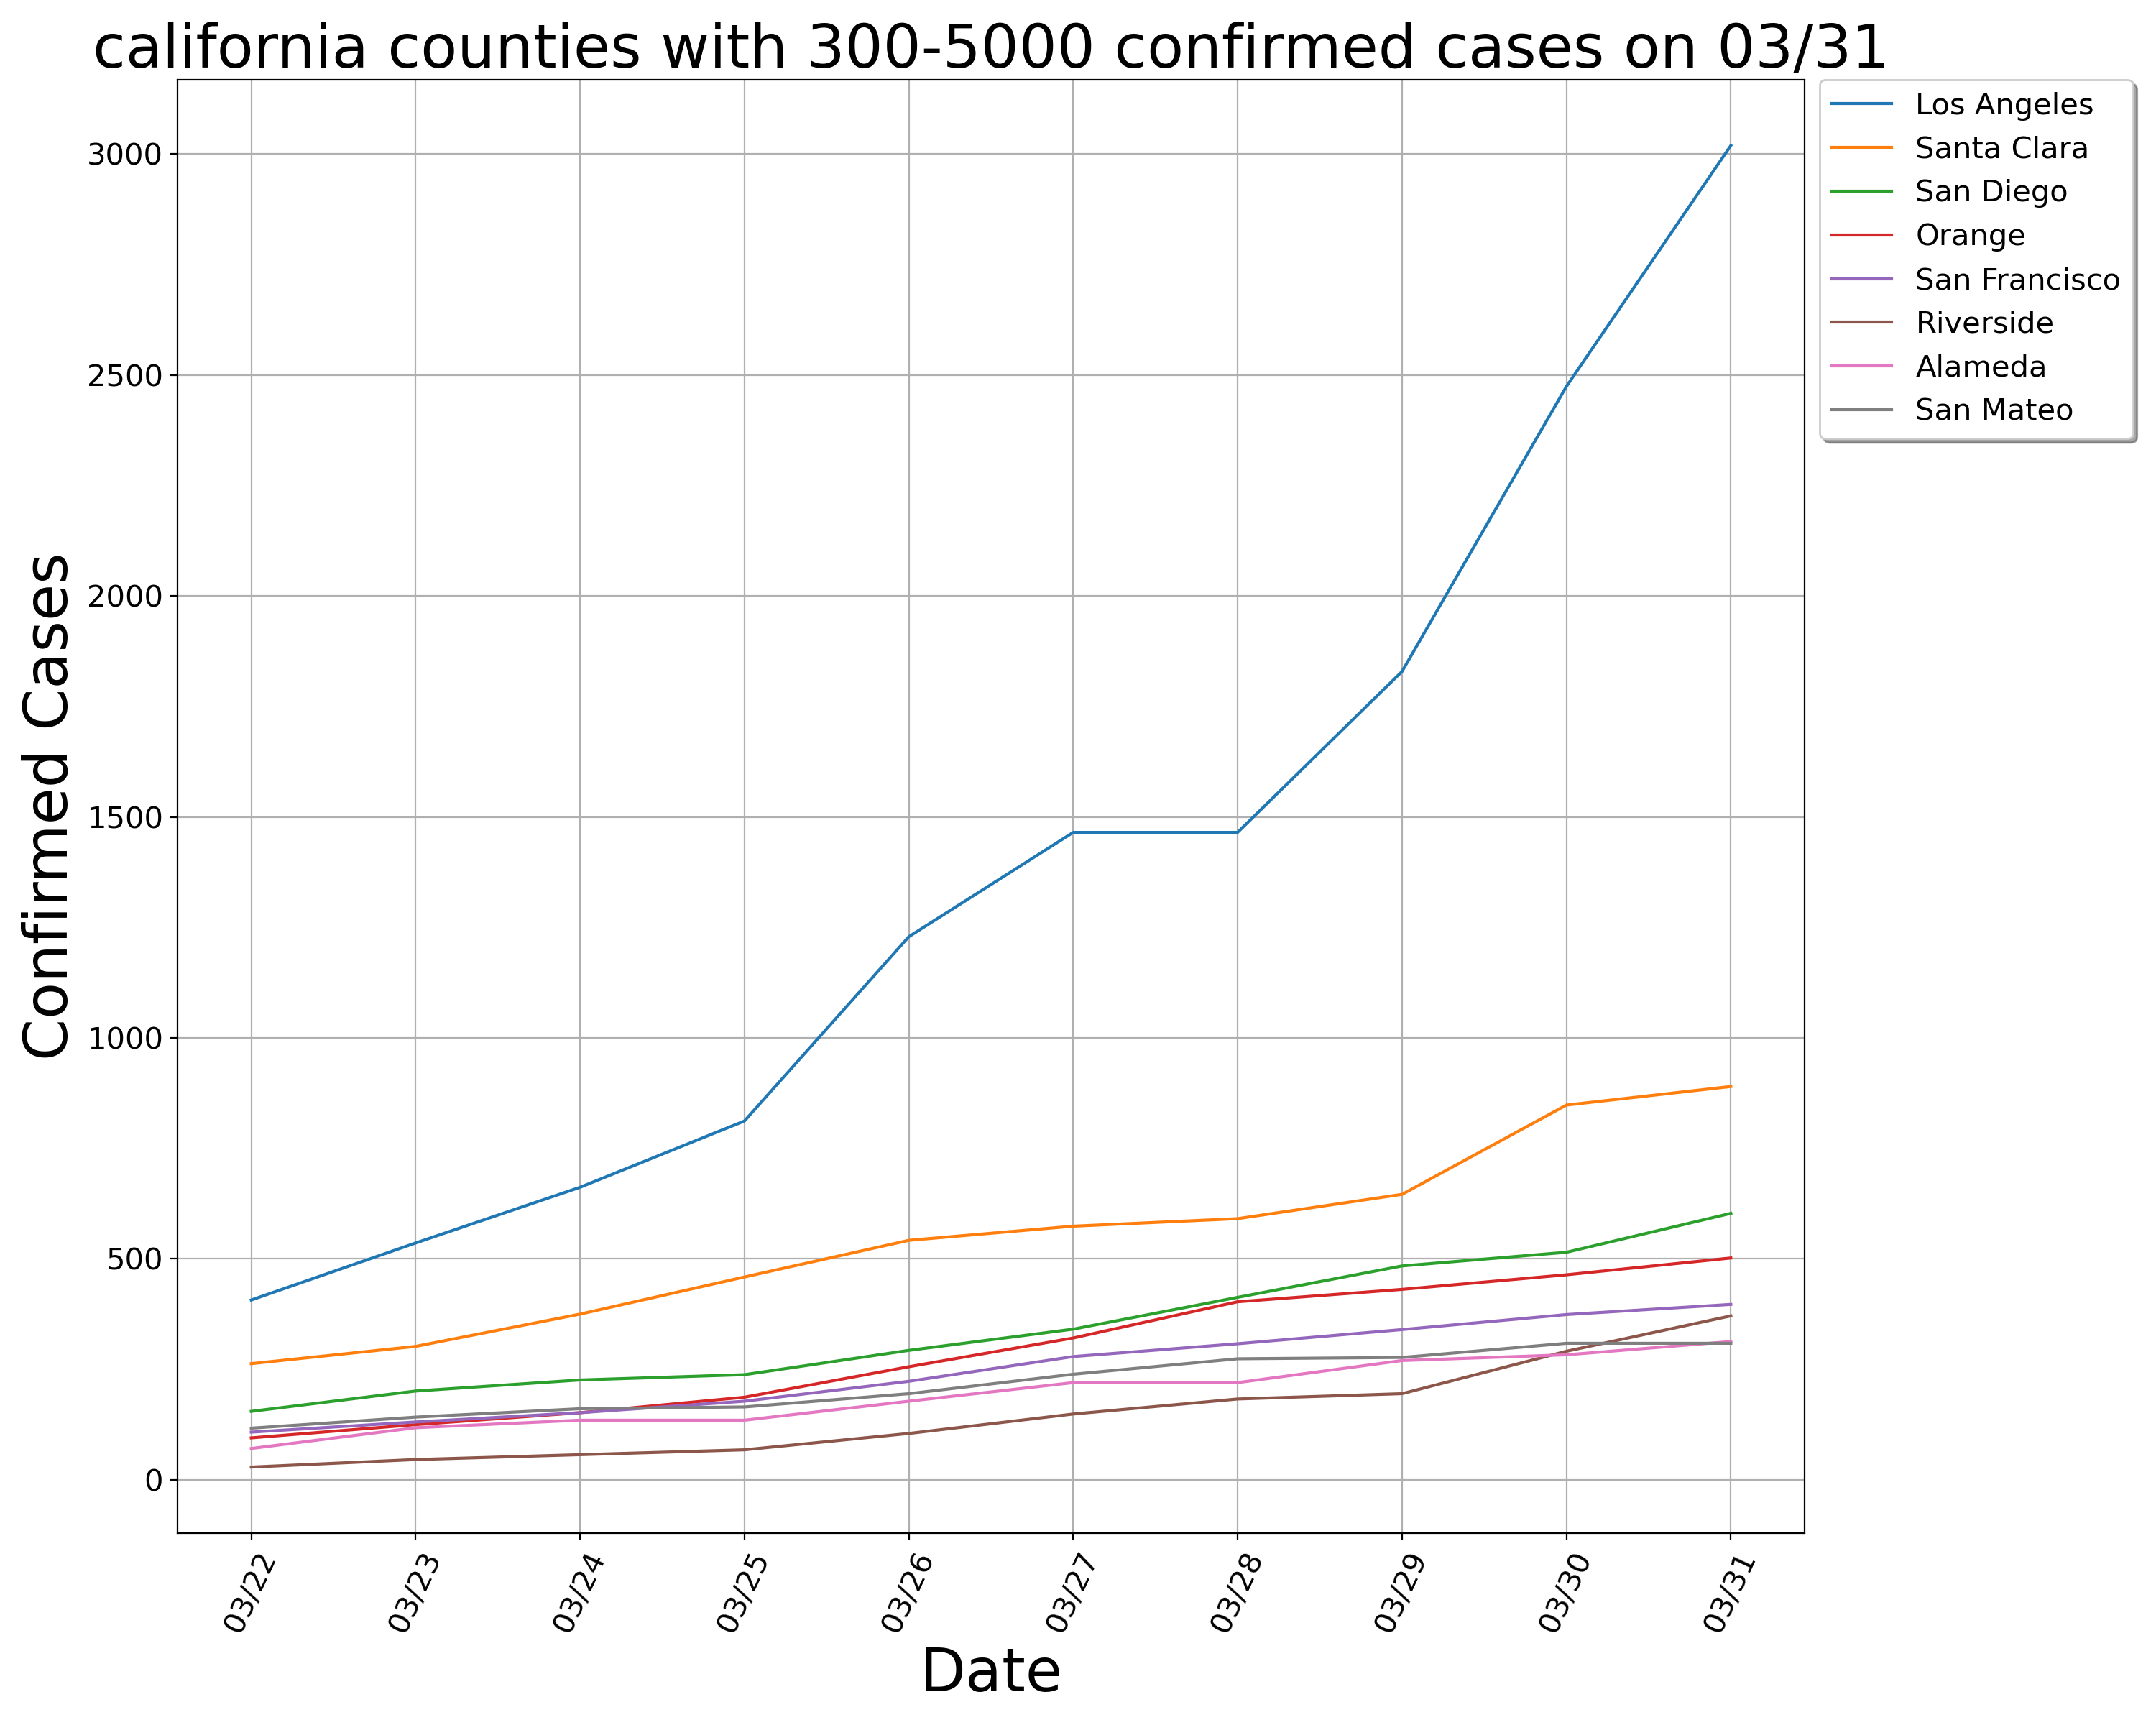 california counties with 300-5000 confirmed cases on 03/31
Los Angeles
Santa Clara
San Diego
Orange
San Francisco
Riverside
Alameda
San Mateo
Confirmed Cases
3000
2500
2000
1500
1000
500
0
03/22
03/23
03/24
03/25
03/26
03/27
03/28
03/29
03/30
03/31
Date